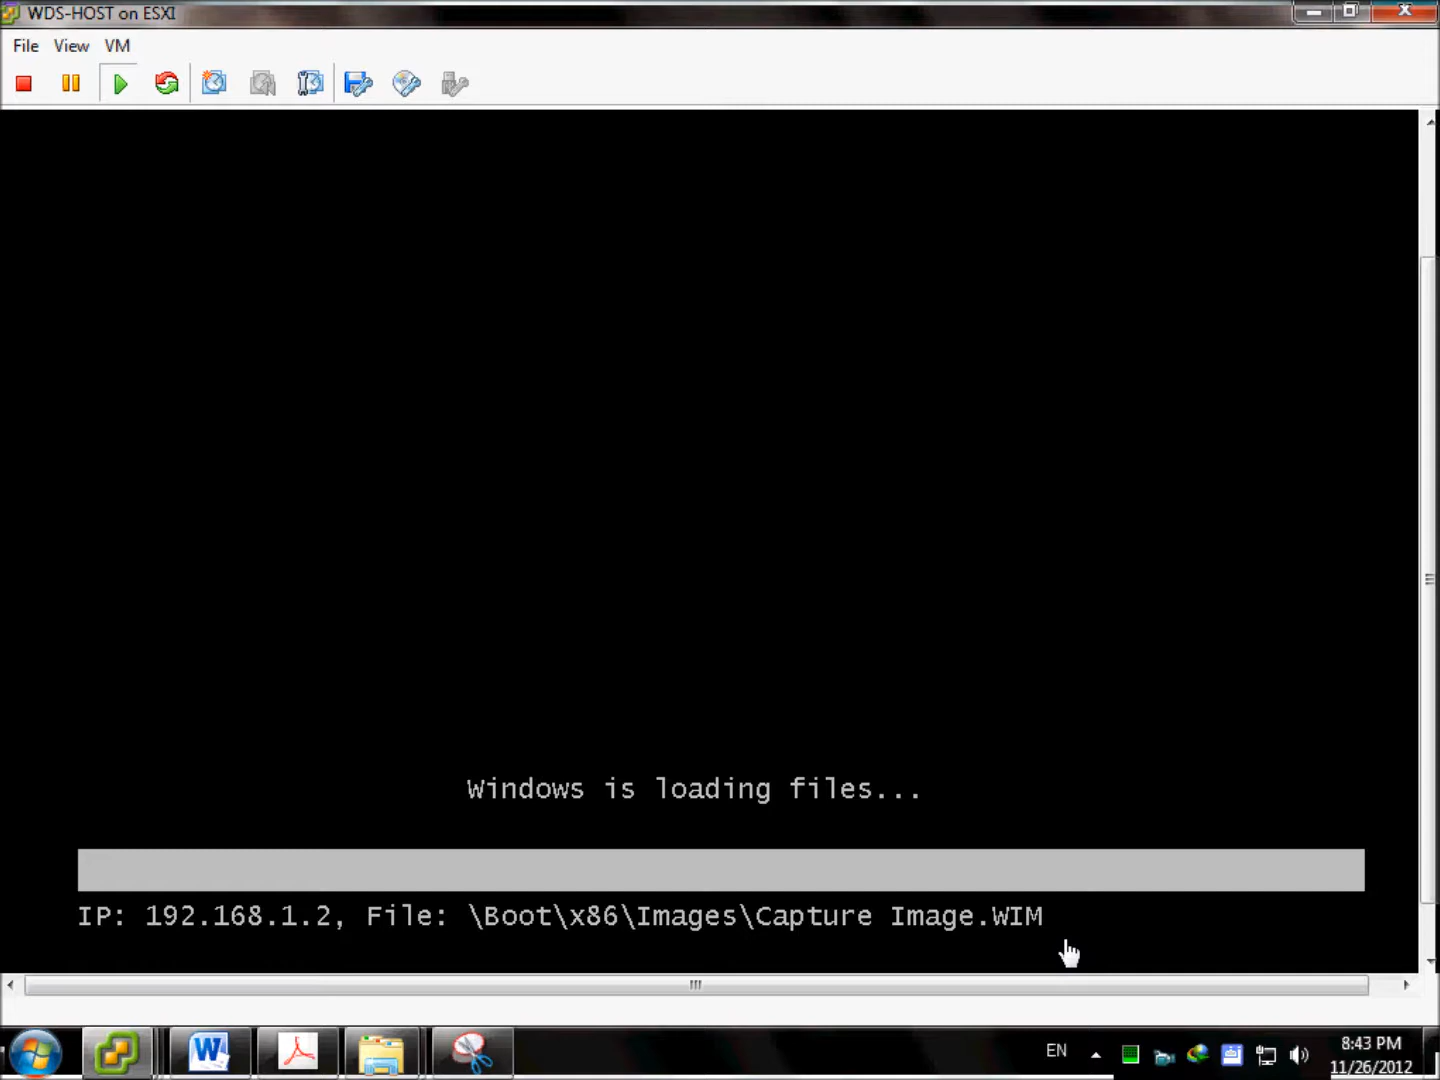 WDS-HOST on ESXI
File View VM
Windows is loading files...
IP: 192.168.1.2, File: \Boot\x86\Images\Capture Image.WIM
EN
8:43 PM
11/26/2012